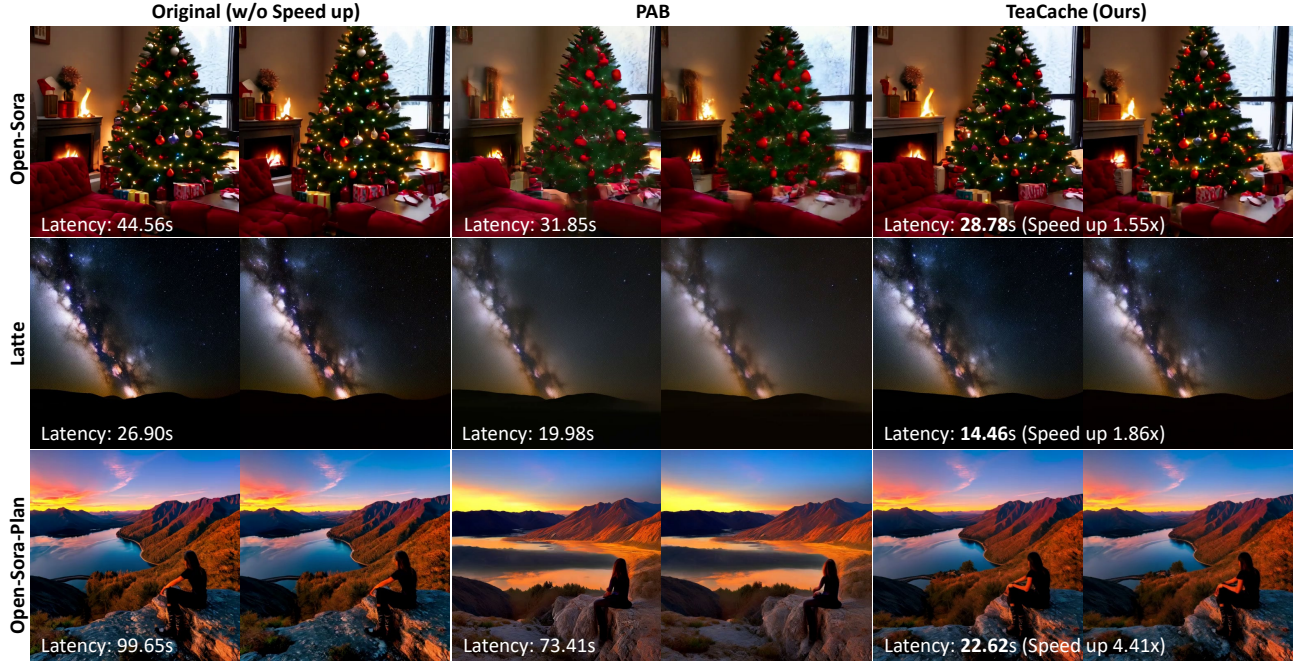 Original (w/o Speed up)
PAB
TeaCache (Ours)
Open-Sora
Latency: 44.56s
Latency: 31.85s
Latency: 28.78s (Speed up 1.55x)
Latte
Latency: 26.90s
Latency: 19.98s
Latency: 14.46s (Speed up 1.86x)
Open-Sora-Plan
Latency: 99.65s
Latency: 73.41s
Latency: 22.62s (Speed up 4.41x)